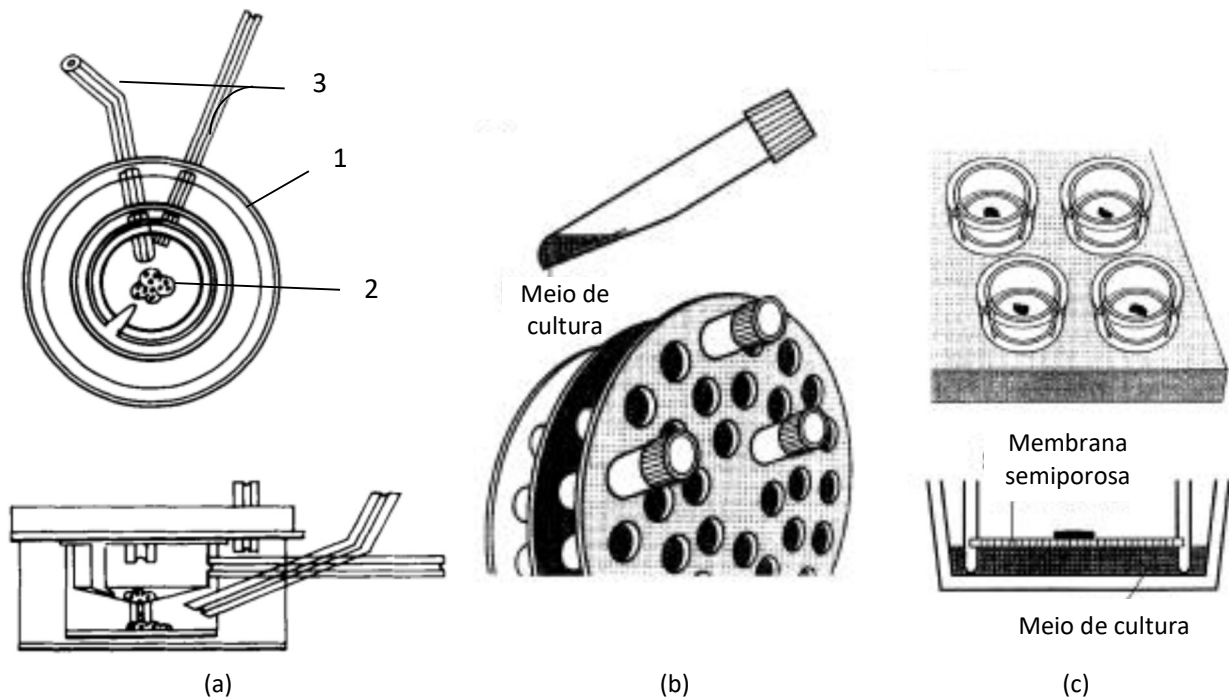 3
1
2
Meio de
cultura
Membrana
semiporosa
Meio de cultura
(a)
(b)
(c)